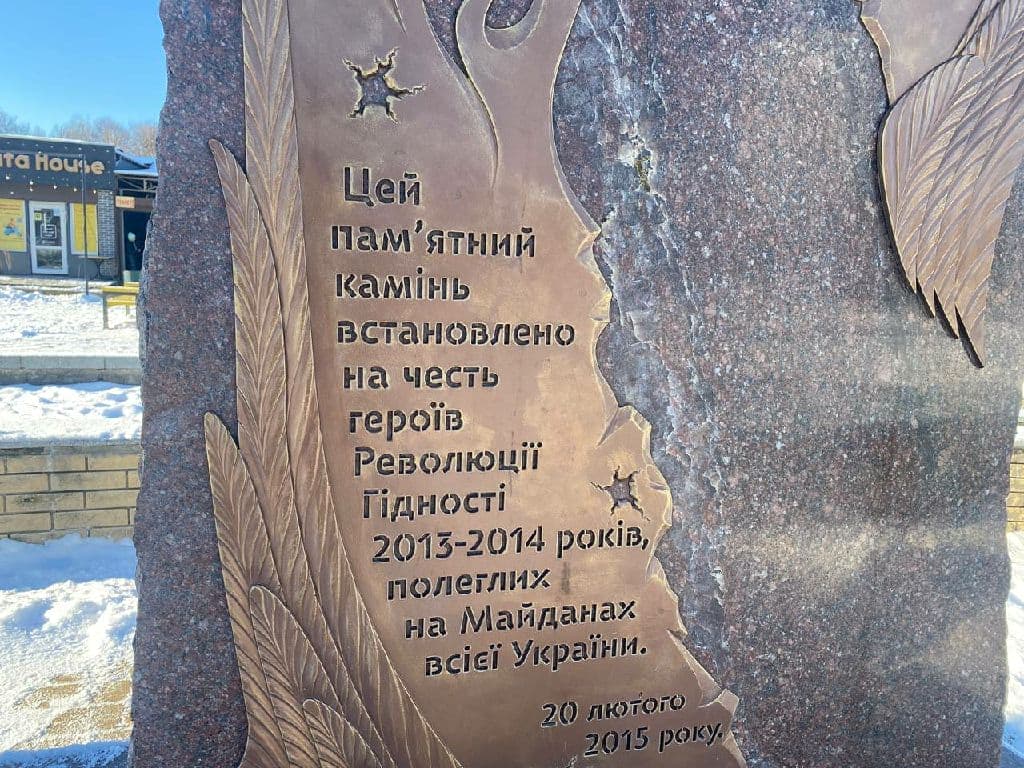 House
Цей
пам'ятний
камінь
встановлено
на честь
героїв
Революції
Гідності
2013-2014 років,
полеглих
на Майданах
всієї України.
20 лютого
2015 року.